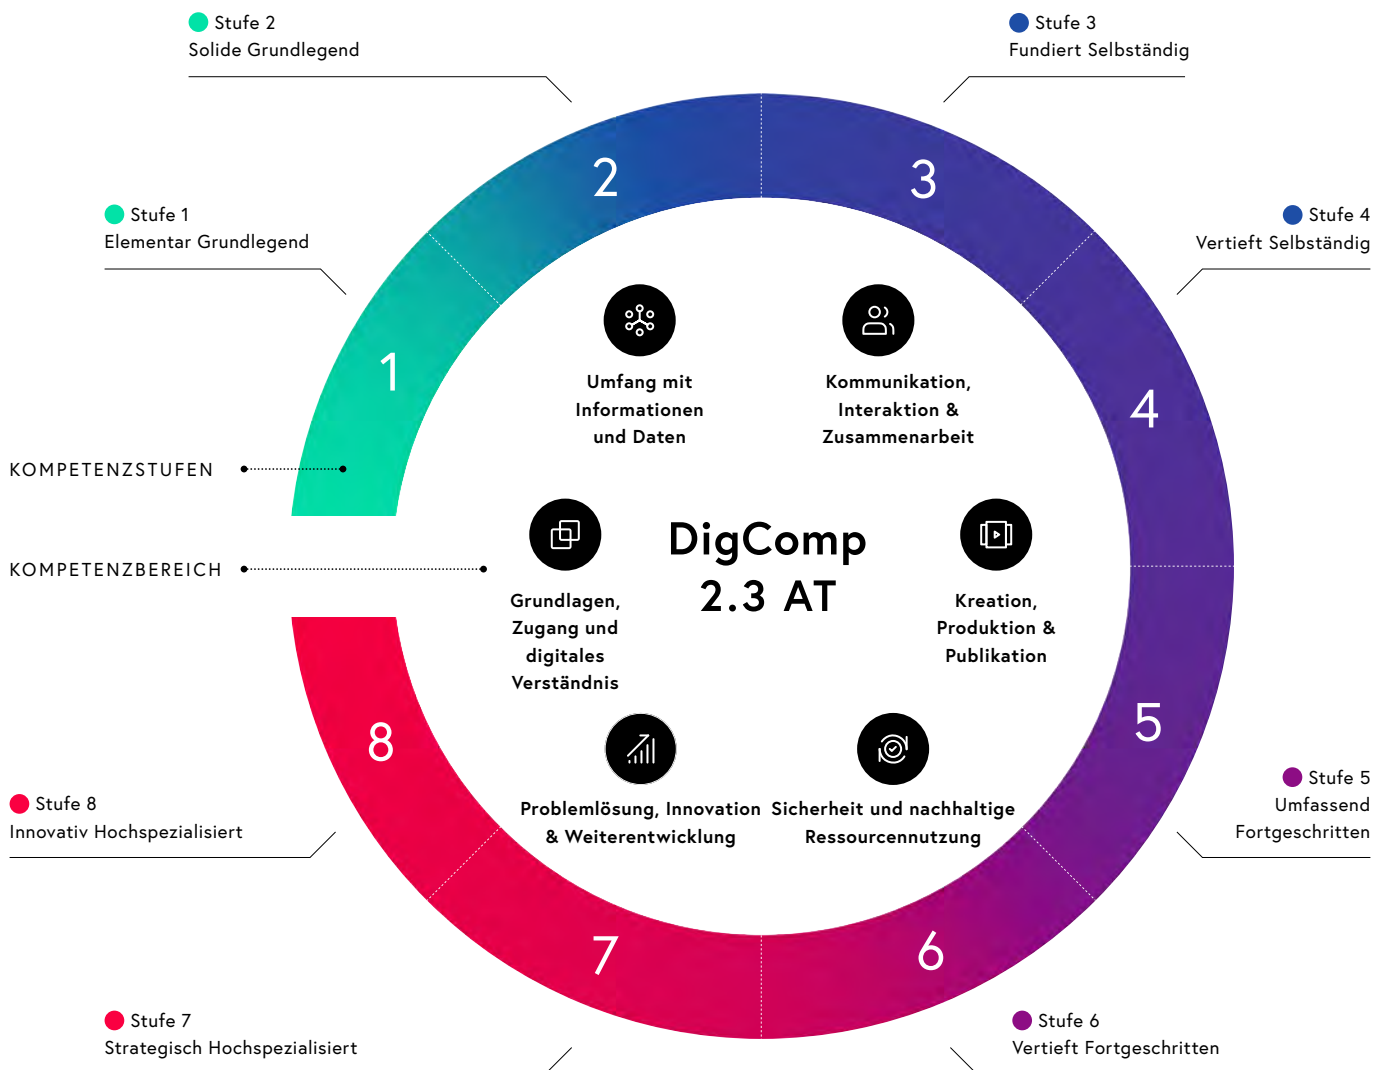 Stufe 2
Solide Grundlegend
Stufe 3
Fundiert Selbständig
2
3
Stufe 1
Elementar Grundlegend
Stufe 4
Vertieft Selbständig
1
4
Umfang mit
Informationen
und Daten
Kommunikation,
Interaktion &
Zusammenarbeit
KOMPETENZSTUFEN
KOMPETENZBEREICH
DigComp
2.3 AT
Grundlagen,
Zugang und
digitales
Verständnis
Kreation,
Produktion &
Publikation
8
5
Problemlösung, Innovation
& Weiterentwicklung
Sicherheit und nachhaltige
Ressourcennutzung
Stufe 8
Innovativ Hochspezialisiert
Stufe 5
Umfassend
Fortgeschritten
7
6
Stufe 7
Strategisch Hochspezialisiert
Stufe 6
Vertieft Fortgeschritten